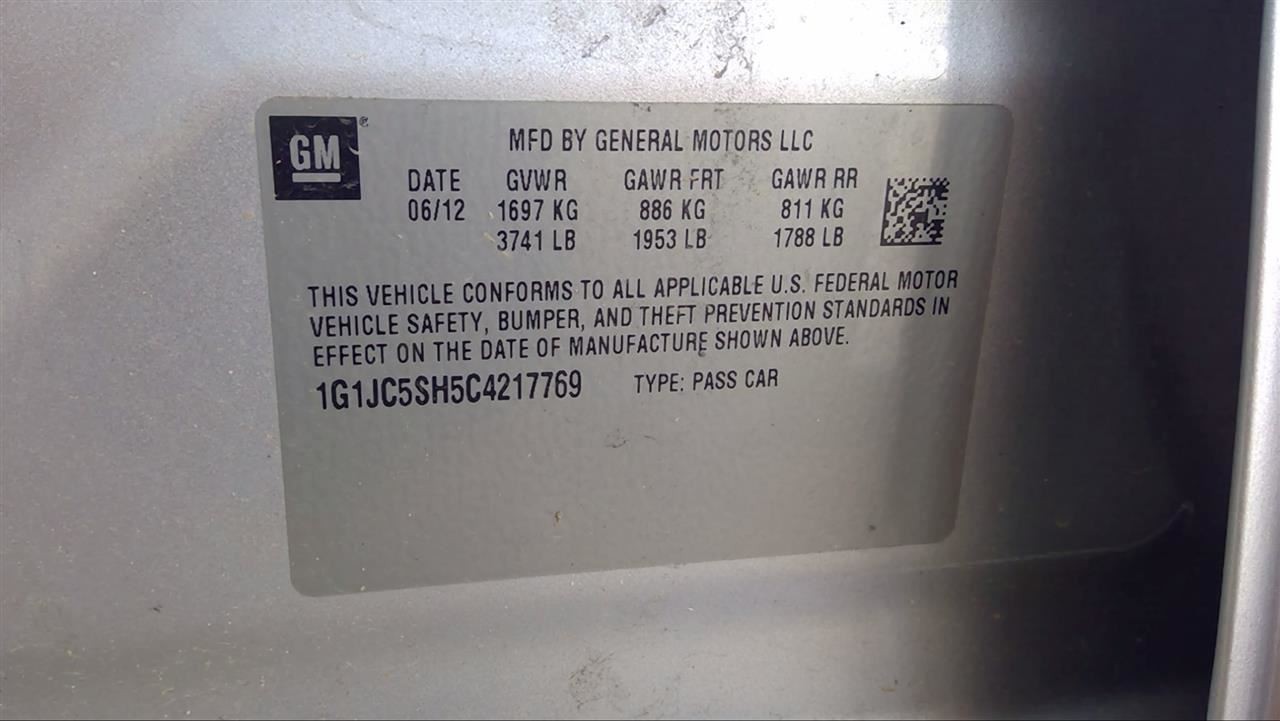 GM®
MFD BY GENERAL MOTORS LLC
DATE GVWR GAWR FRT GAWR RR
06/12 1697 KG 886 KG 811 KG
3741 LB 1953 LB 1788 LB
THIS VEHICLE CONFORMS TO ALL APPLICABLE U.S. FEDERAL MOTOR
VEHICLE SAFETY, BUMPER, AND THEFT PREVENTION STANDARDS IN
EFFECT ON THE DATE OF MANUFACTURE SHOWN ABOVE.
1G1JC5SH5C4217769 TYPE: PASS CAR